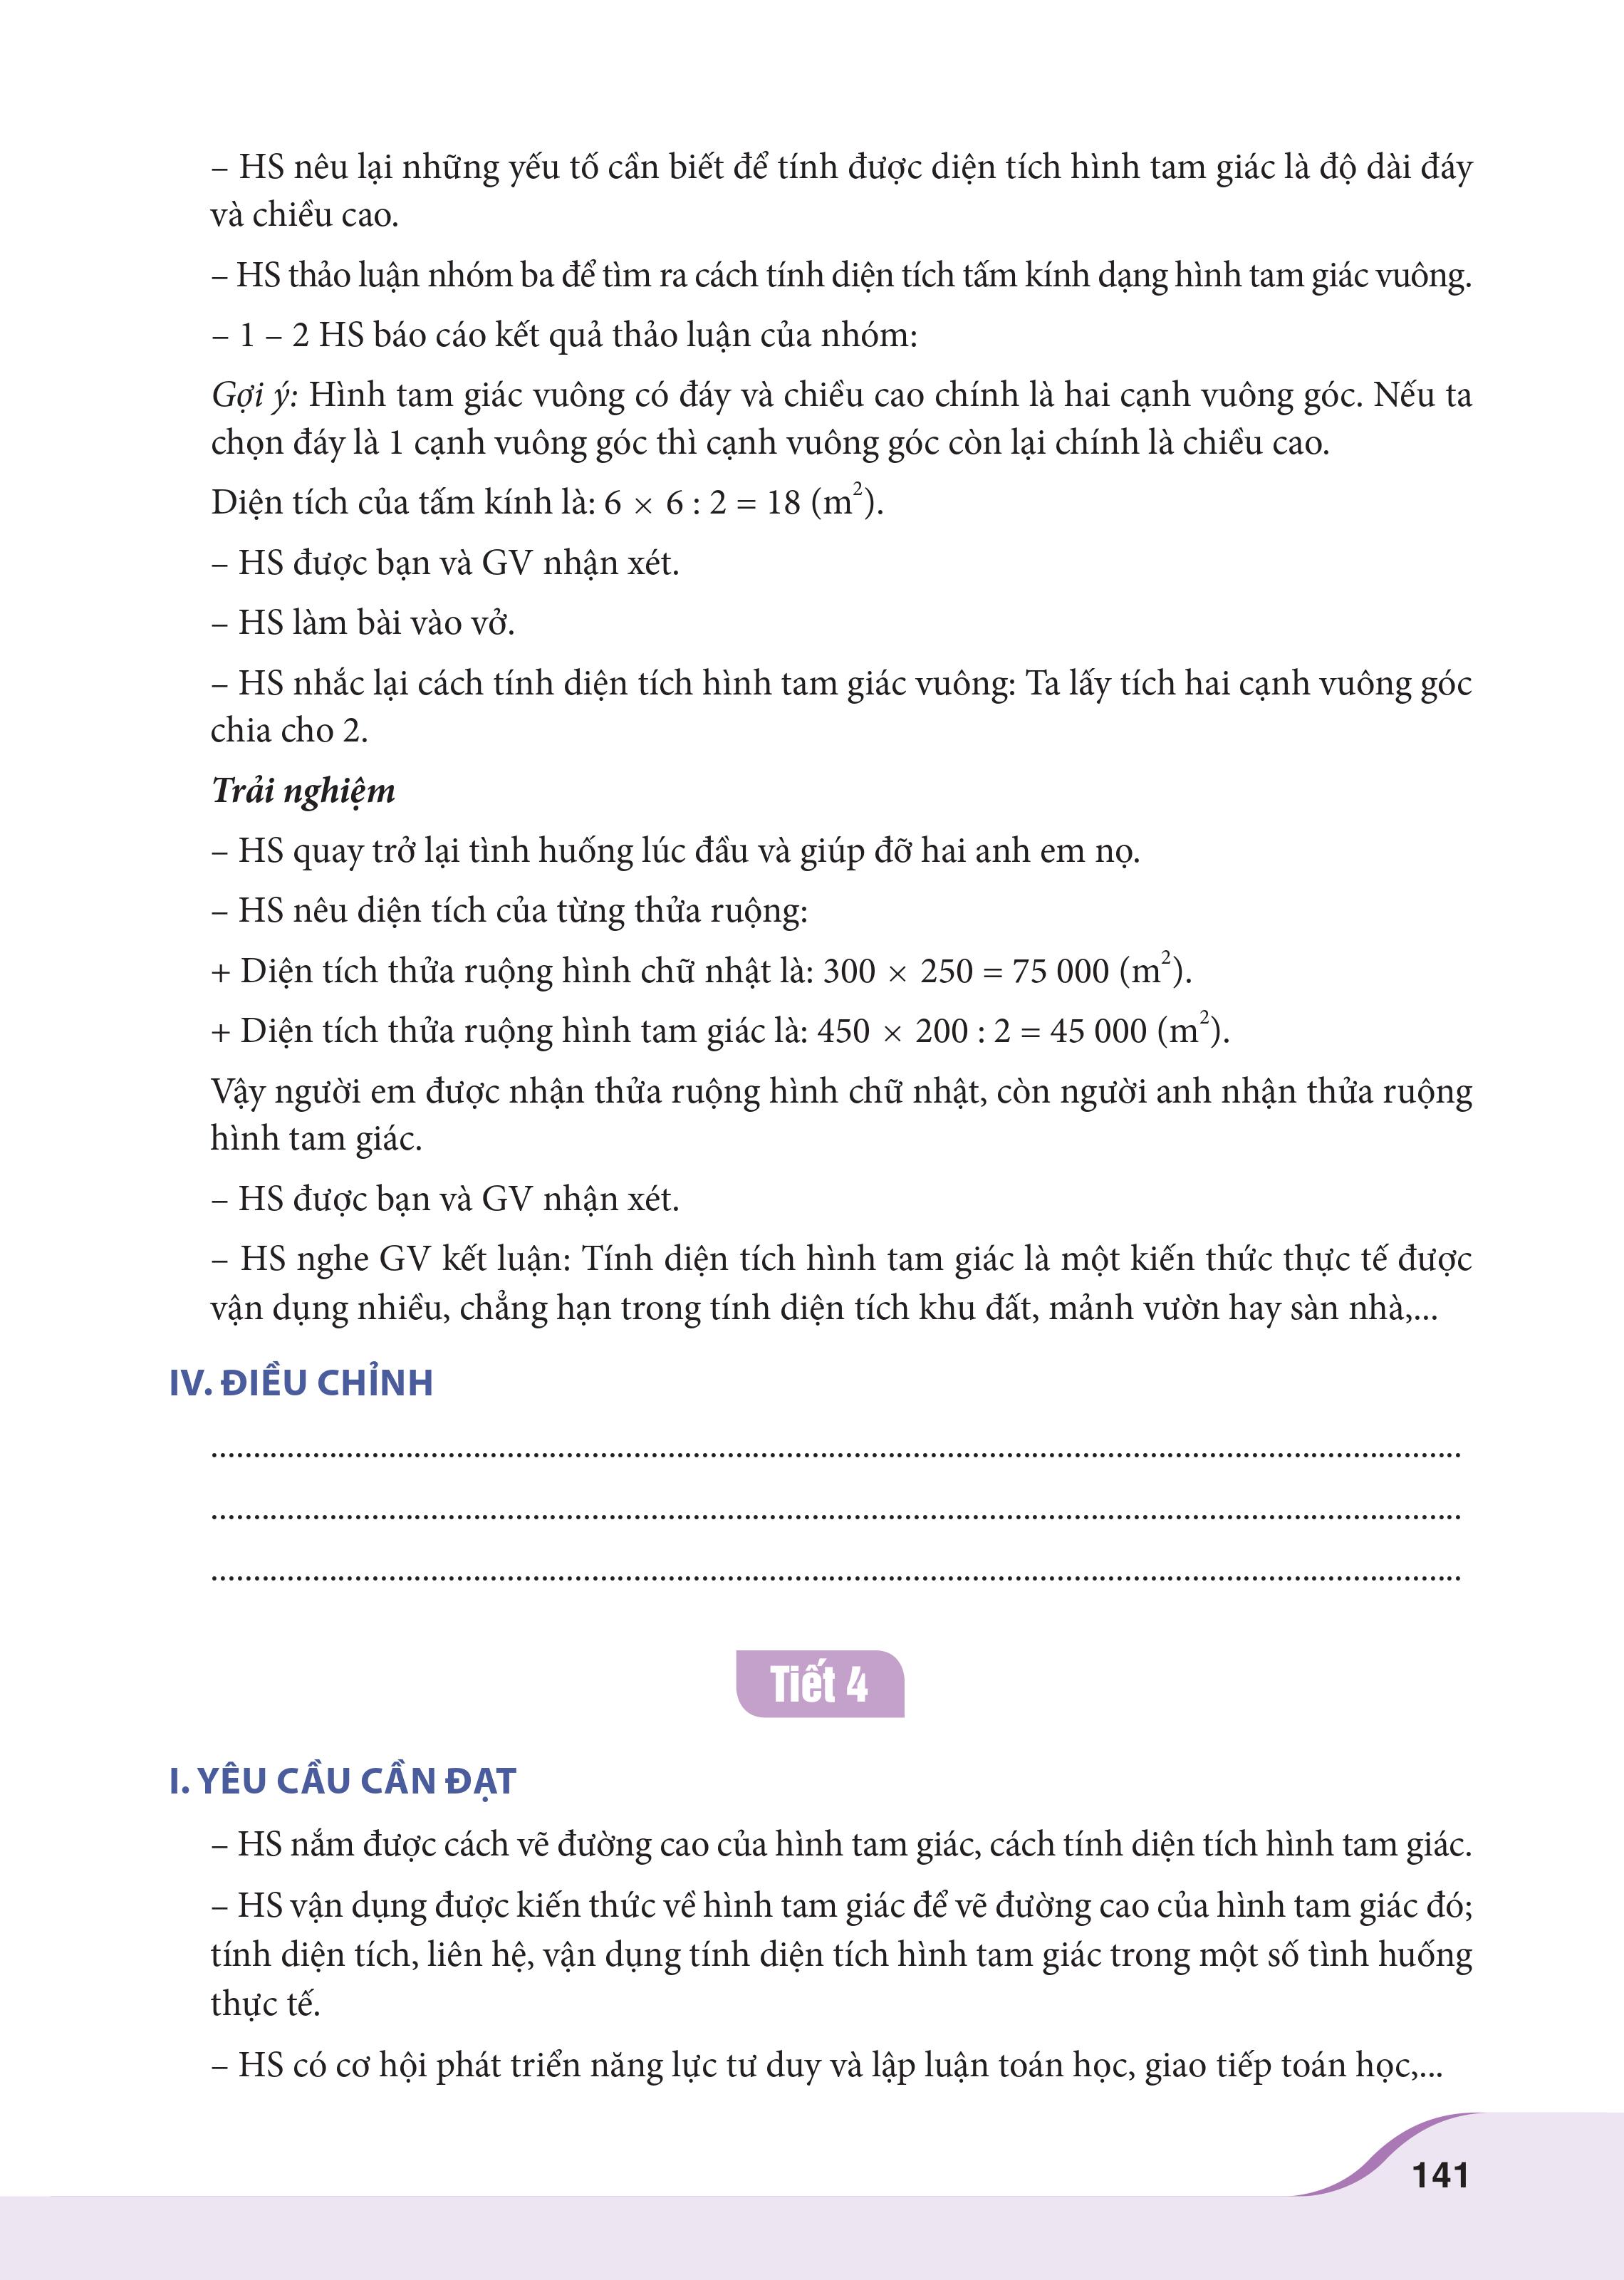 – HS nêu lại những yếu tố cần biết để tính được diện tích hình tam giác là độ dài đáy
và chiều cao.
– HS thảo luận nhóm ba để tìm ra cách tính diện tích tấm kính dạng hình tam giác vuông.
– 1 – 2 HS báo cáo kết quả thảo luận của nhóm:
Gợi ý: Hình tam giác vuông có đáy và chiều cao chính là hai cạnh vuông góc. Nếu ta
chọn đáy là 1 cạnh vuông góc thì cạnh vuông góc còn lại chính là chiều cao.
Diện tích của tấm kính là: 6 × 6 : 2 = 18 (m²).
– HS được bạn và GV nhận xét.
– HS làm bài vào vở.
– HS nhắc lại cách tính diện tích hình tam giác vuông: Ta lấy tích hai cạnh vuông góc
chia cho 2.
Trải nghiệm
– HS quay trở lại tình huống lúc đầu và giúp đỡ hai anh em nọ.
– HS nêu diện tích của từng thửa ruộng:
+ Diện tích thửa ruộng hình chữ nhật là: 300 × 250 = 75 000 (m²).
+ Diện tích thửa ruộng hình tam giác là: 450 × 200 : 2 = 45 000 (m²).
Vậy người em được nhận thửa ruộng hình chữ nhật, còn người anh nhận thửa ruộng
hình tam giác.
– HS được bạn và GV nhận xét.
– HS nghe GV kết luận: Tính diện tích hình tam giác là một kiến thức thực tế được
vận dụng nhiều, chẳng hạn trong tính diện tích khu đất, mảnh vườn hay sàn nhà,...
IV. ĐIỀU CHỈNH
Tiết 4
I. YÊU CẦU CẦN ĐẠT
– HS nắm được cách vẽ đường cao của hình tam giác, cách tính diện tích hình tam giác.
– HS vận dụng được kiến thức về hình tam giác để vẽ đường cao của hình tam giác đó;
tính diện tích, liên hệ, vận dụng tính diện tích hình tam giác trong một số tình huống
thực tế.
– HS có cơ hội phát triển năng lực tư duy và lập luận toán học, giao tiếp toán học,...
141